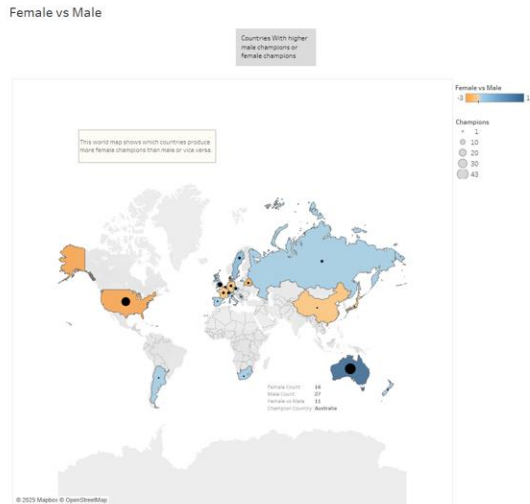 Female vs Male
Countries With higher
male champions or
female champions
Female vs Male
-3
Champions
1
10
20
30
43
This world map shows which countries produce
more female champions than male or vice versa.
Female Count: 16
Male Count: 27
Female vs Male: 11
Champion Country: Australia
© 2025 Mapbox © OpenStreetMap